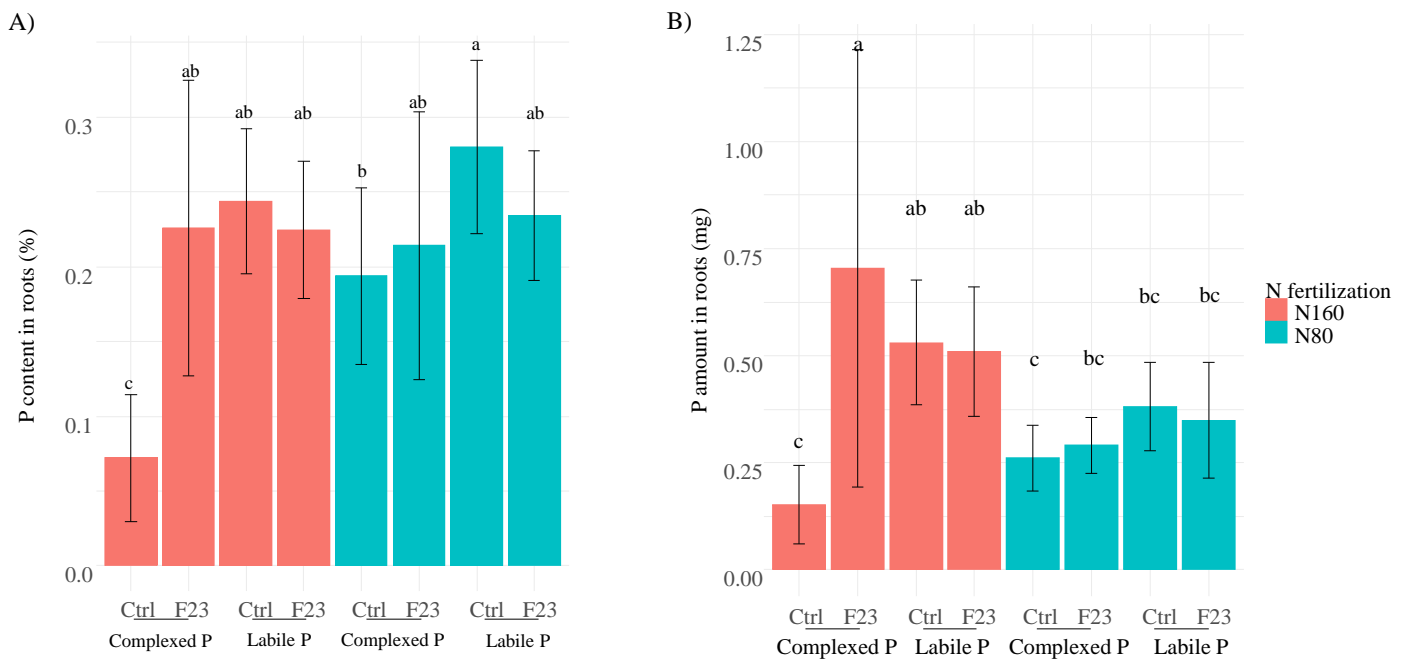 A)
P content in roots (%)
0.3
0.2
0.1
0.0
c
ab
ab
ab
b
ab
a
ab
Ctrl F23 Ctrl F23 Ctrl F23 Ctrl F23
Complexed P Labile P Complexed P Labile P
B)
P amount in roots (mg)
1.25
1.00
0.75
0.50
0.25
0.00
c
a
ab
ab
c
bc
bc
bc
Ctrl F23 Ctrl F23 Ctrl F23 Ctrl F23
Complexed P Labile P Complexed P Labile P
N fertilization
N160
N80